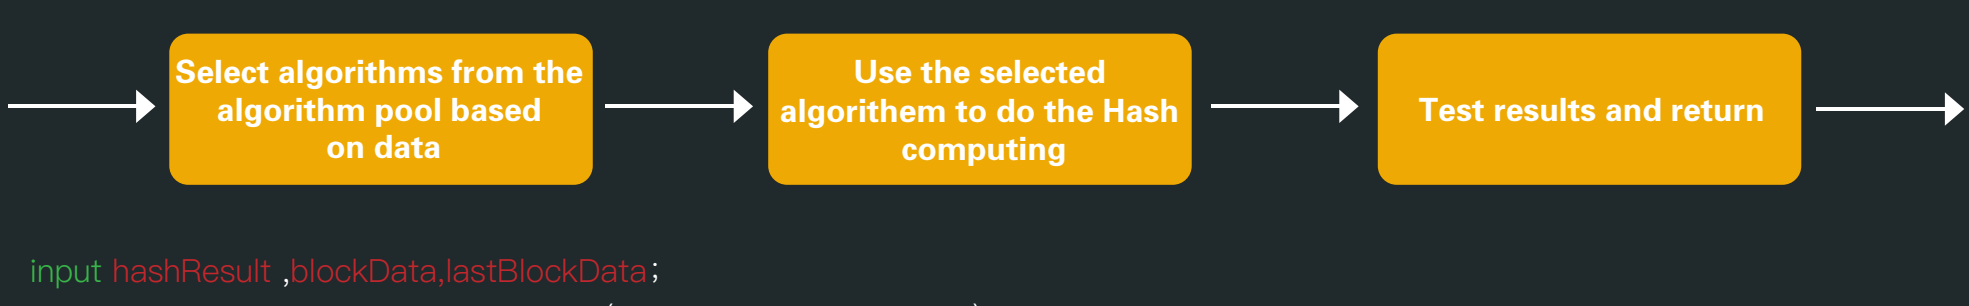 Select algorithms from the
algorithm pool based
on data
Use the selected
algorithem to do the Hash
computing
Test results and return
input hashResult ,blockData,lastBlockData;